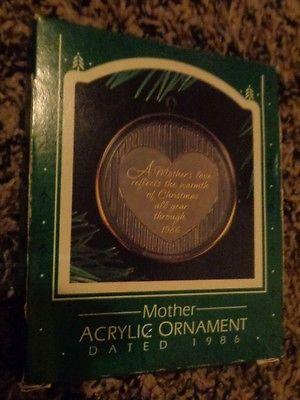 A Mother's love
reflects the warmth
of Christmas
all year
through
1986
Mother
ACRYLIC ORNAMENT
DATED 1986